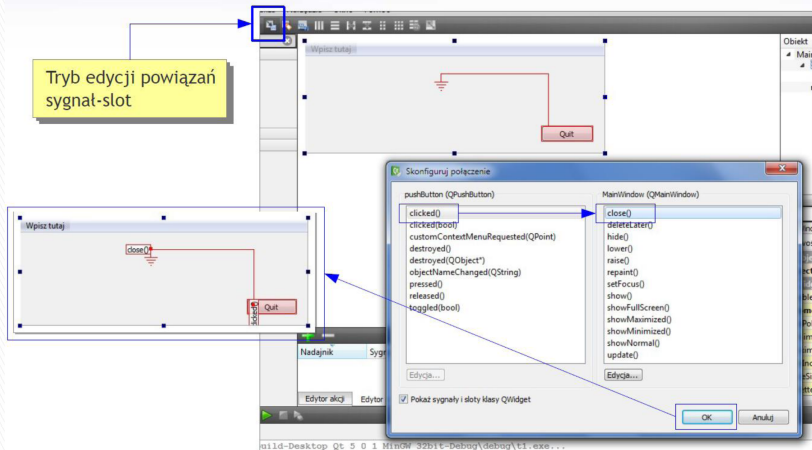 Tryb edycji powiązań
sygnał-slot
Wpisz tutaj
Quit
Obiekt
Skonfiguruj połączenie
pushButton (QPushButton)
clicked()
clicked(bool)
customContextMenuRequested(QPoint)
destroyed()
destroyed(QObject*)
objectNameChanged(QString)
pressed()
released()
toggled(bool)
Edycja...
MainWindow (QMainWindow)
close()
deleteLater()
hide()
lower()
raise()
repaint()
setFocus()
show()
showFullScreen()
showMaximized()
showMinimized()
showNormal()
update()
Edycja...
Pokaż sygnały i sloty klasy QWidget
OK
Anuluj
Wpisz tutaj
close()
Quit
Nadajnik
Edytor akcji
Edytor
uild-Desktop Qt 5 0 1 MinGW 32bit-Debug\debug\t1.exe...